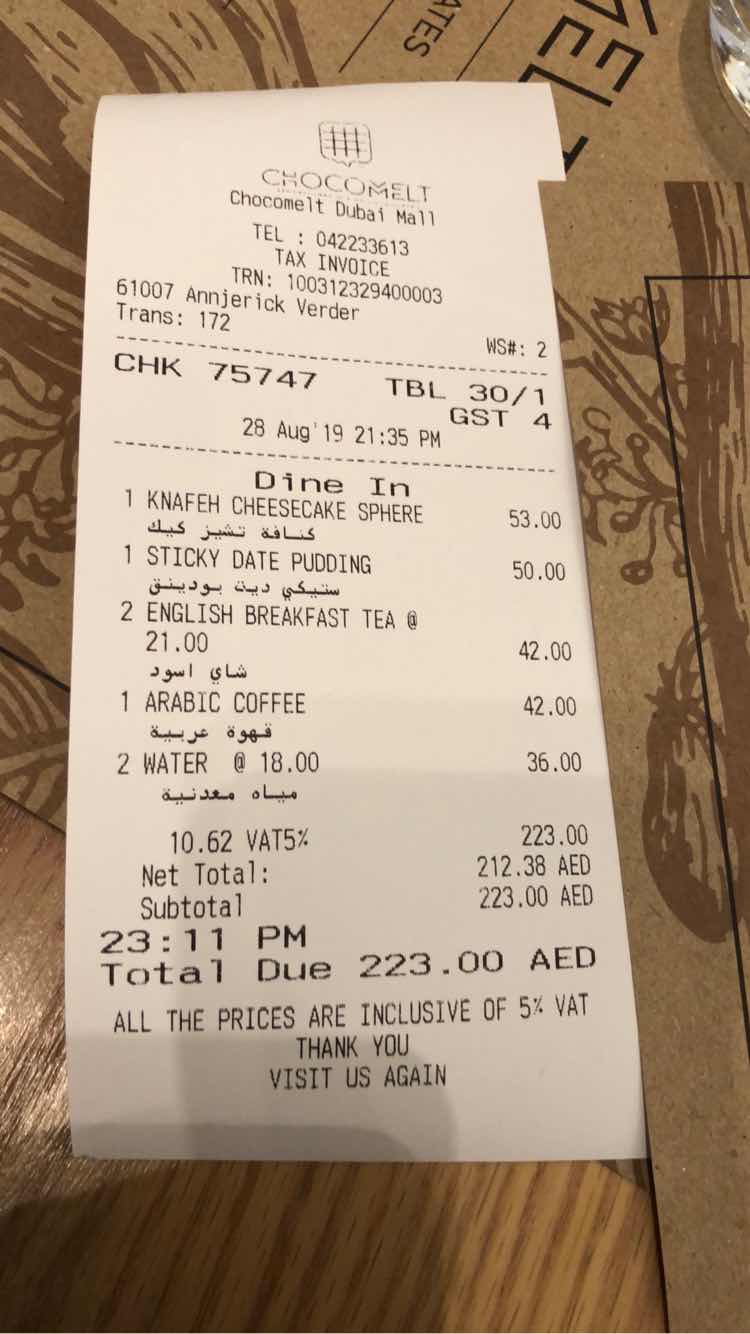 ATES
ELT
CHOCOMELT
Chocomelt Dubai Mall
TEL : 042233613
TAX INVOICE
TRN: 100312329400003
61007 Annjerick Verder
Trans: 172
WS#: 2
CHK 75747 TBL 30/1
GST 4
28 Aug'19 21:35 PM
Dine In
1 KNAFEH CHEESECAKE SPHERE 53.00
كنافة تشيز كيك
1 STICKY DATE PUDDING 50.00
ستيكي ديت بودينق
2 ENGLISH BREAKFAST TEA @
21.00 42.00
شاي اسود
1 ARABIC COFFEE 42.00
قهوة عربية
2 WATER @ 18.00 36.00
مياه معدنية
10.62 VAT5% 223.00
Net Total: 212.38 AED
Subtotal 223.00 AED
23:11 PM
Total Due 223.00 AED
ALL THE PRICES ARE INCLUSIVE OF 5% VAT
THANK YOU
VISIT US AGAIN